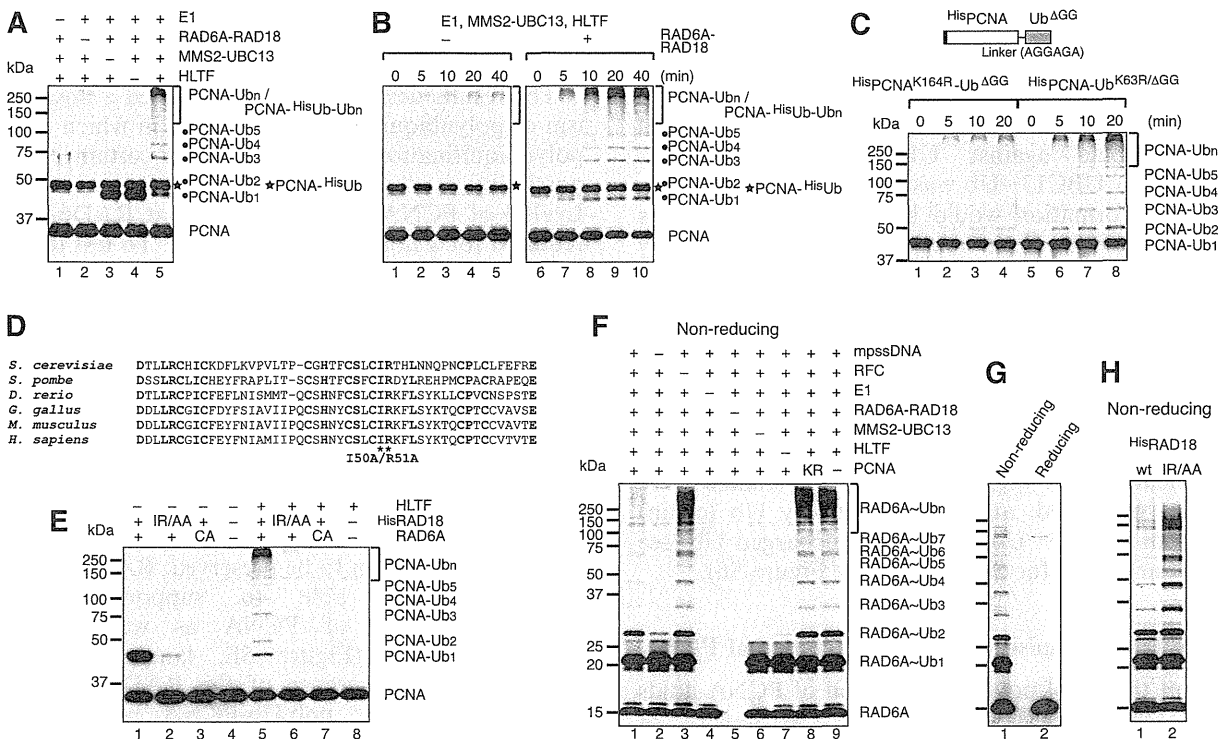 A
− + + + + E1
+ − + + + RAD6A-RAD18
+ + − + + MMS2-UBC13
+ + + − + HLTF
kDa
250
150
100
75
50
37
PCNA-Ubn /
PCNA-HisUb-Ubn
•PCNA-Ub5
•PCNA-Ub4
•PCNA-Ub3
★•PCNA-Ub2 ★PCNA-HisUb
•PCNA-Ub1
PCNA
1 2 3 4 5
B
E1, MMS2-UBC13, HLTF
− + RAD6A-
RAD18
0 5 10 20 40 0 5 10 20 40 (min)
PCNA-Ubn /
PCNA-HisUb-Ubn
•PCNA-Ub5
•PCNA-Ub4
•PCNA-Ub3
★ ★•PCNA-Ub2 ★PCNA-HisUb
•PCNA-Ub1
PCNA
1 2 3 4 5 6 7 8 9 10
C
HisPCNA UbΔGG
Linker (AGGAGA)
HisPCNAK164R-UbΔGG HisPCNA-UbK63R/ΔGG
kDa 0 5 10 20 0 5 10 20 (min)
250
150
100
75
50
37
PCNA-Ubn
PCNA-Ub5
PCNA-Ub4
PCNA-Ub3
PCNA-Ub2
PCNA-Ub1
1 2 3 4 5 6 7 8
D
S. cerevisiae DTLLRCHICKDFLKVPVLTP-CGHTFCSLCIRTHLNNQPNCPLCLFEFRE
S. pombe DSSLRCLICHEYFRAPLITS-CSHTFCSFCIRDYLREHPMCPACRAPEQE
D. rerio DTLLRCPICFDFLNISMMT-QCSHNYCSLCIRKFLSYKLLCPVCNSPSTE
G. gallus DDLLRCGICFDYFNIAVIIPQCSHNYCSLCIRKFLSYKTQCPTCCVAVSE
M. musculus DDLLRCGICFEYFNIAVIIPQCSHNYCSLCIRKFLSYKTQCPTCCVAVSE
H. sapiens DDLLRCGICFEYFNIAMIIPQCSHNYCSLCIRKFLSYKTQCPTCCVTVTE
**
I50A/R51A
E
− − − − + + + + HLTF
+ IR/AA + − + IR/AA + − HisRAD18
+ + CA − + + CA − RAD6A
kDa
250
150
100
75
50
37
PCNA-Ubn
PCNA-Ub5
PCNA-Ub4
PCNA-Ub3
PCNA-Ub2
PCNA-Ub1
PCNA
1 2 3 4 5 6 7 8
F
Non-reducing
+ − + + + + + + + mpssDNA
+ + − + + + + + + RFC
+ + + − + + + + + E1
+ + + + − + + + + RAD6A-RAD18
+ + + + + − + + + MMS2-UBC13
+ + + + + + − + + HLTF
+ + + + + + + KR − PCNA
kDa
250
150
100
75
50
37
25
20
15
RAD6A~Ubn
RAD6A~Ub7
RAD6A~Ub6
RAD6A~Ub5
RAD6A~Ub4
RAD6A~Ub3
RAD6A~Ub2
RAD6A~Ub1
RAD6A
1 2 3 4 5 6 7 8 9
G
Non-reducing
Reducing
1 2
H
Non-reducing
HisRAD18
wt IR/AA
1 2